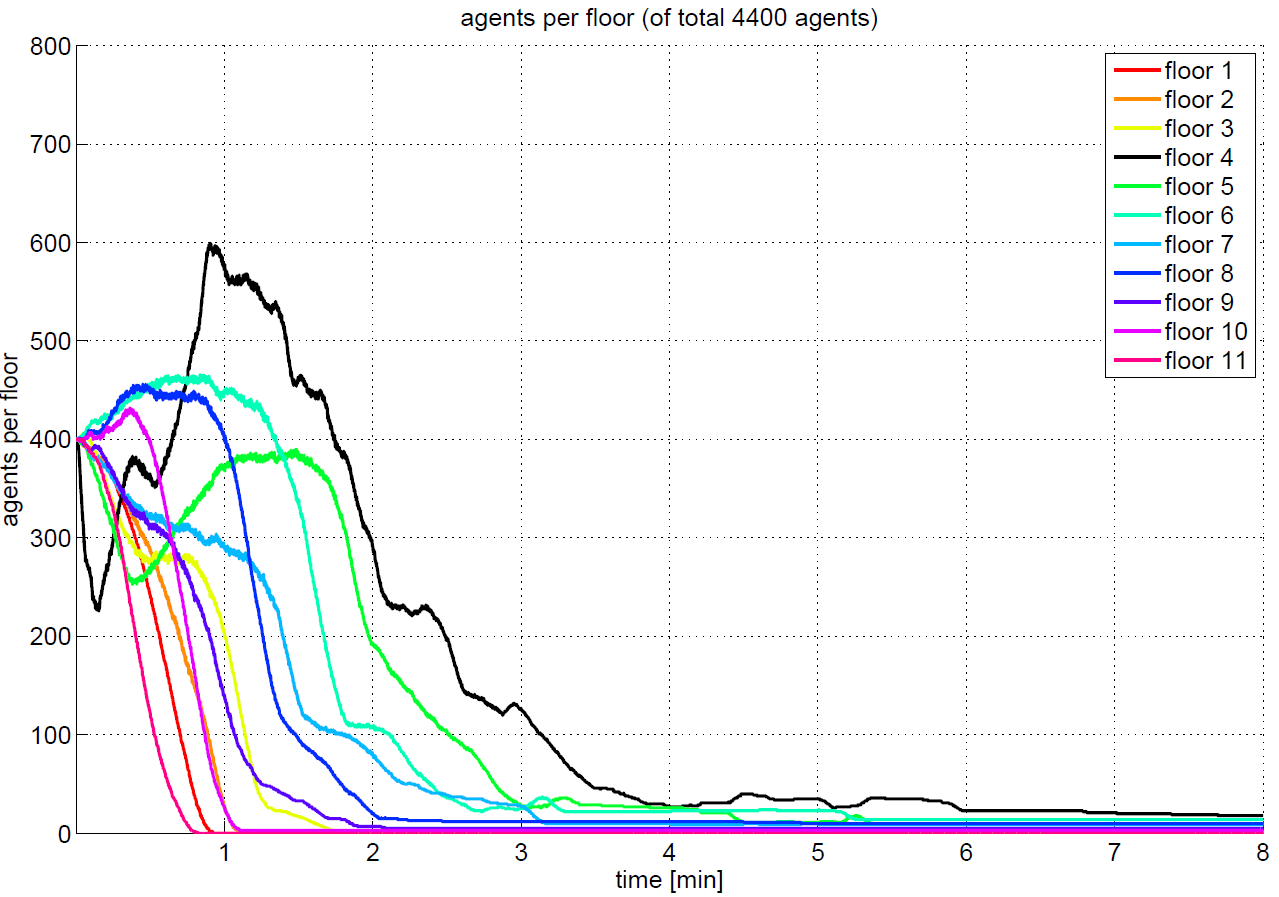 agents per floor (of total 4400 agents)
800
700
600
500
400
300
200
100
0
agents per floor
1 2 3 4 5 6 7 8
time [min]
floor 1
floor 2
floor 3
floor 4
floor 5
floor 6
floor 7
floor 8
floor 9
floor 10
floor 11